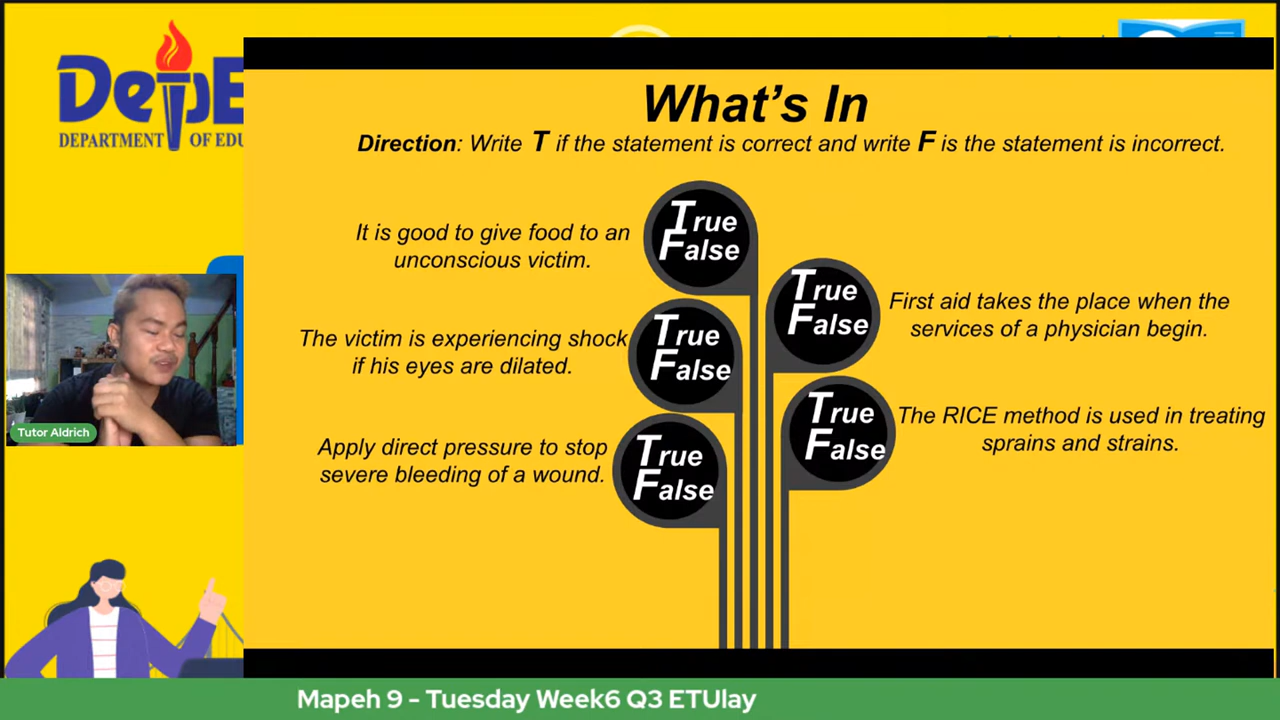 DepE
DEPARTMENT OF EDU
What's In
Direction: Write T if the statement is correct and write F is the statement is incorrect.
It is good to give food to an
unconscious victim.
True
False
True
False
First aid takes the place when the
services of a physician begin.
The victim is experiencing shock
if his eyes are dilated.
True
False
True
False
The RICE method is used in treating
sprains and strains.
Apply direct pressure to stop
severe bleeding of a wound.
True
False
Tutor Aldrich
Mapeh 9 - Tuesday Week6 Q3 ETUlay